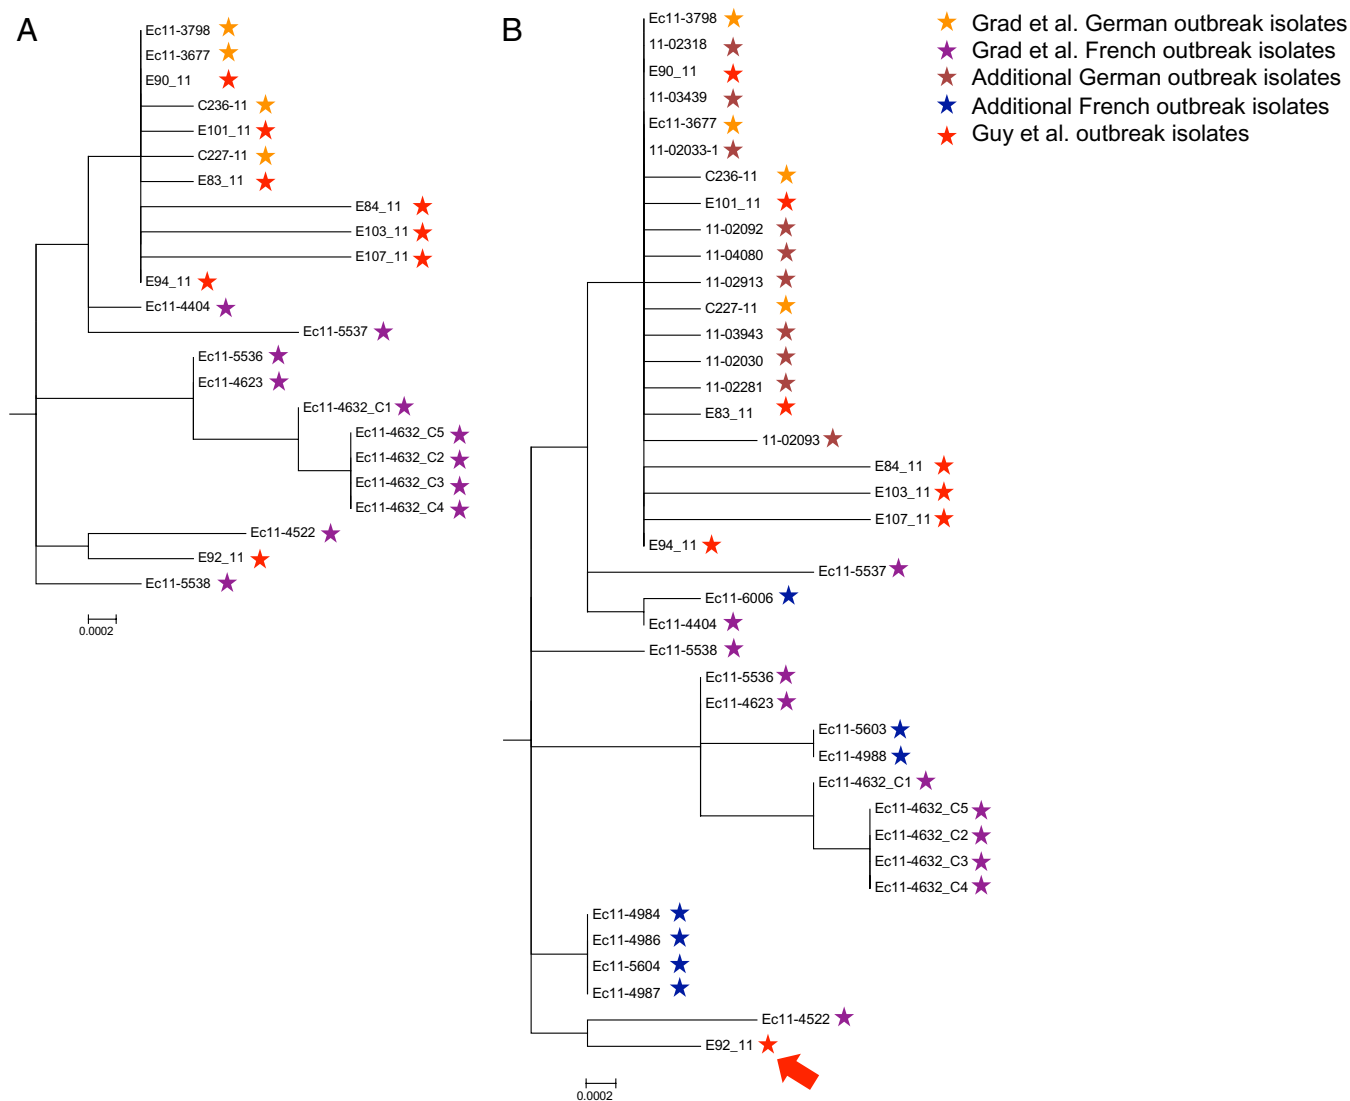 A
Ec11-3798
Ec11-3677
E90_11
C236-11
E101_11
C227-11
E83_11
E84_11
E103_11
E107_11
E94_11
Ec11-4404
Ec11-5537
Ec11-5536
Ec11-4623
Ec11-4632_C1
Ec11-4632_C5
Ec11-4632_C2
Ec11-4632_C3
Ec11-4632_C4
Ec11-4522
E92_11
Ec11-5538
0.0002
B
Ec11-3798
11-02318
E90_11
11-03439
Ec11-3677
11-02033-1
C236-11
E101_11
11-02092
11-04080
11-02913
C227-11
11-03943
11-02030
11-02281
E83_11
11-02093
E84_11
E103_11
E107_11
E94_11
Ec11-5537
Ec11-6006
Ec11-4404
Ec11-5538
Ec11-5536
Ec11-4623
Ec11-5603
Ec11-4988
Ec11-4632_C1
Ec11-4632_C5
Ec11-4632_C2
Ec11-4632_C3
Ec11-4632_C4
Ec11-4984
Ec11-4986
Ec11-5604
Ec11-4987
Ec11-4522
E92_11
0.0002
Grad et al. German outbreak isolates
Grad et al. French outbreak isolates
Additional German outbreak isolates
Additional French outbreak isolates
Guy et al. outbreak isolates